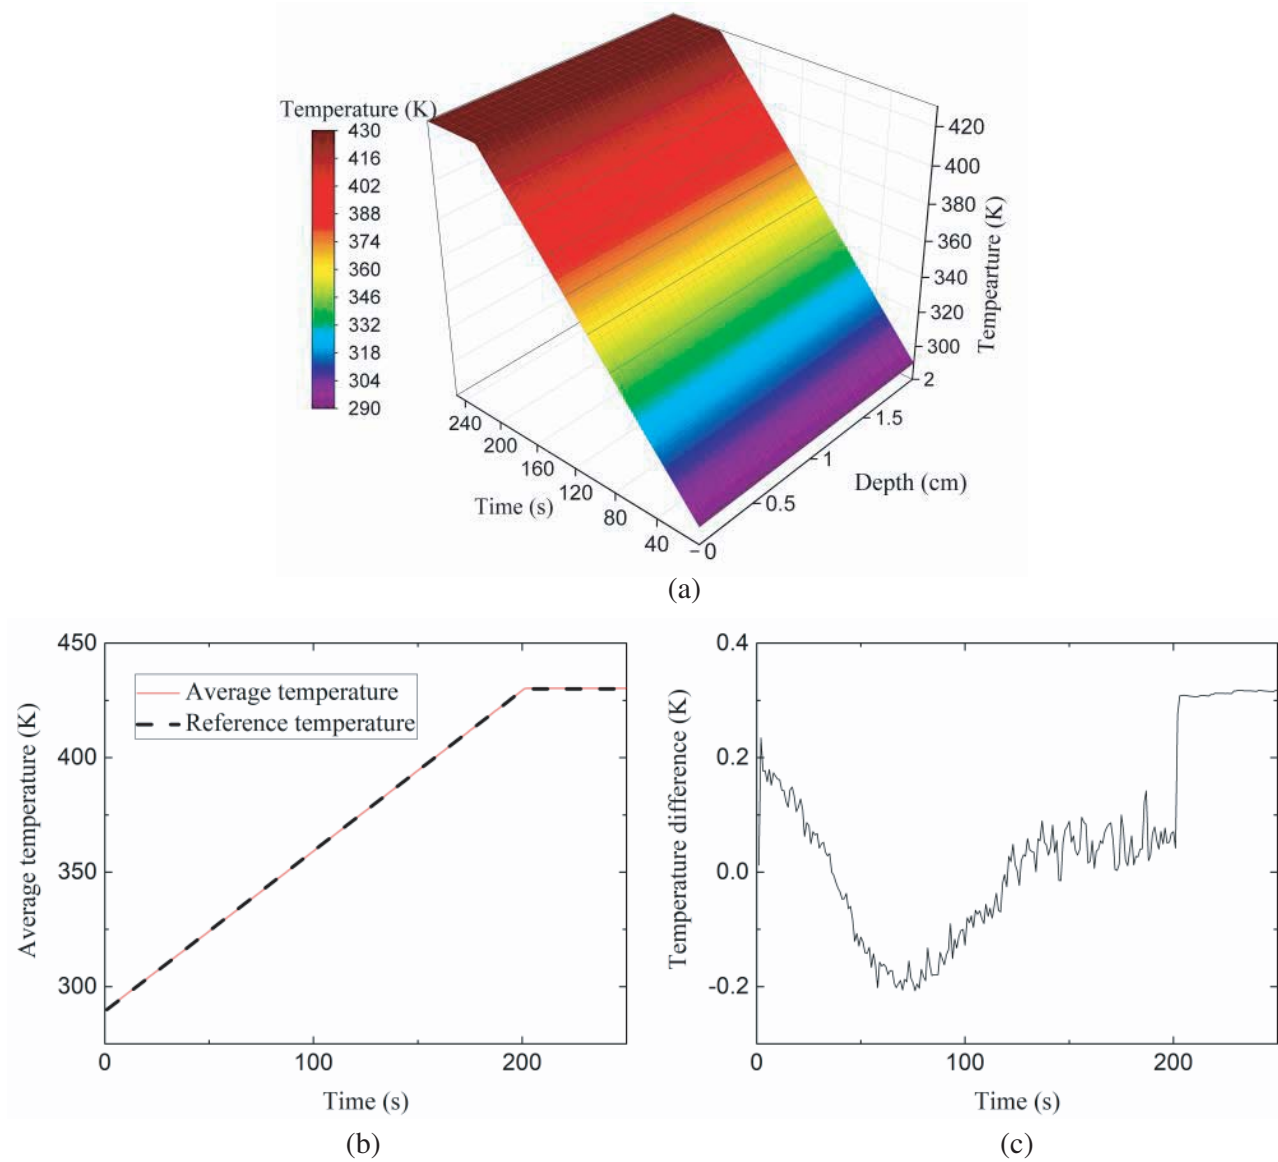 Temperature (K)
430
416
402
388
374
360
346
332
318
304
290
420
400
380
360
340
320
300
Tempearture (K)
2
1.5
1
0.5
0
Depth (cm)
240
200
160
120
80
40
Time (s)
(a)
450
400
350
300
Average temperature (K)
Average temperature
Reference temperature
0 100 200
Time (s)
(b)
0.4
0.2
0.0
-0.2
Temperature difference (K)
0 100 200
Time (s)
(c)